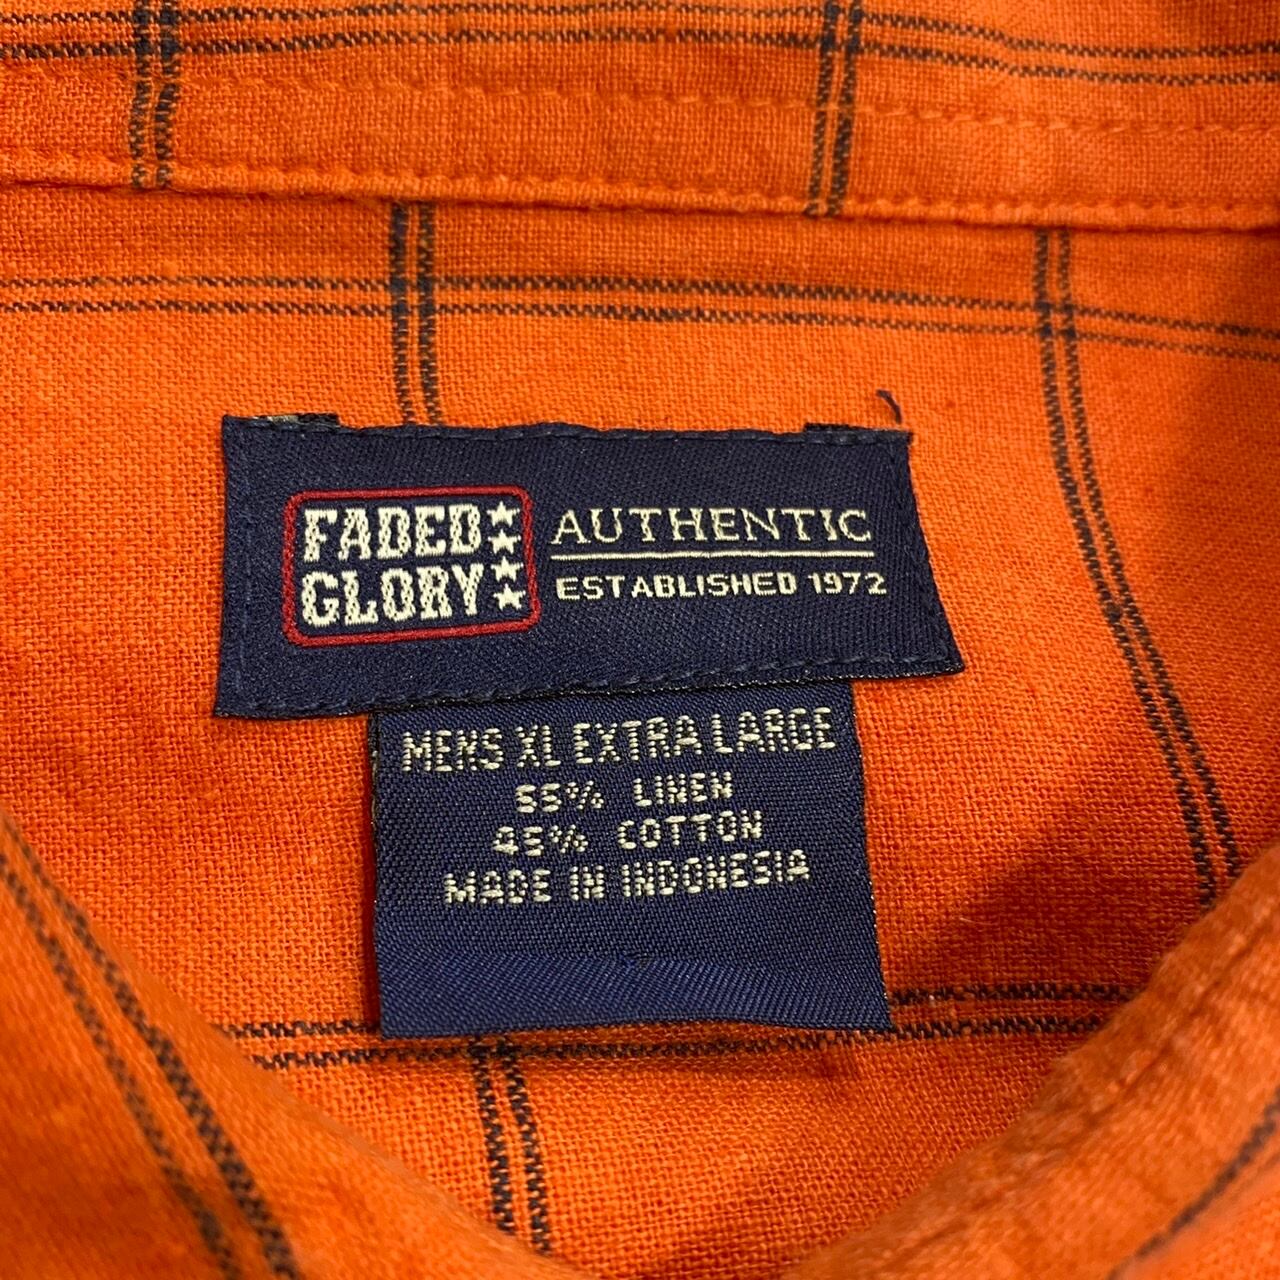 FADED
GLORY
AUTHENTIC
ESTABLISHED 1972
MENS XL EXTRA LARGE
55% LINEN
45% COTTON
MADE IN INDONESIA